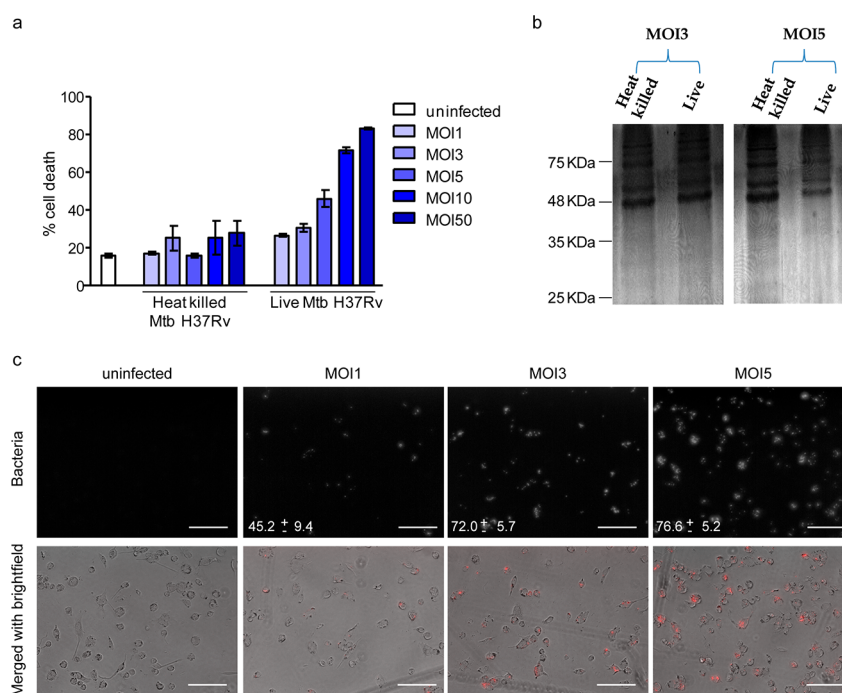 a
% cell death
100
80
60
40
20
0
uninfected
MOI1
MOI3
MOI5
MOI10
MOI50
Heat killed
Mtb H37Rv
Live Mtb H37Rv
b
MOI3
MOI5
Heat killed
Live
Heat killed
Live
75 KDa
48 KDa
35 KDa
25 KDa
c
uninfected
MOI1
MOI3
MOI5
Bacteria
45.2 ± 9.4
72.0 ± 5.7
76.6 ± 5.2
Merged with brightfield